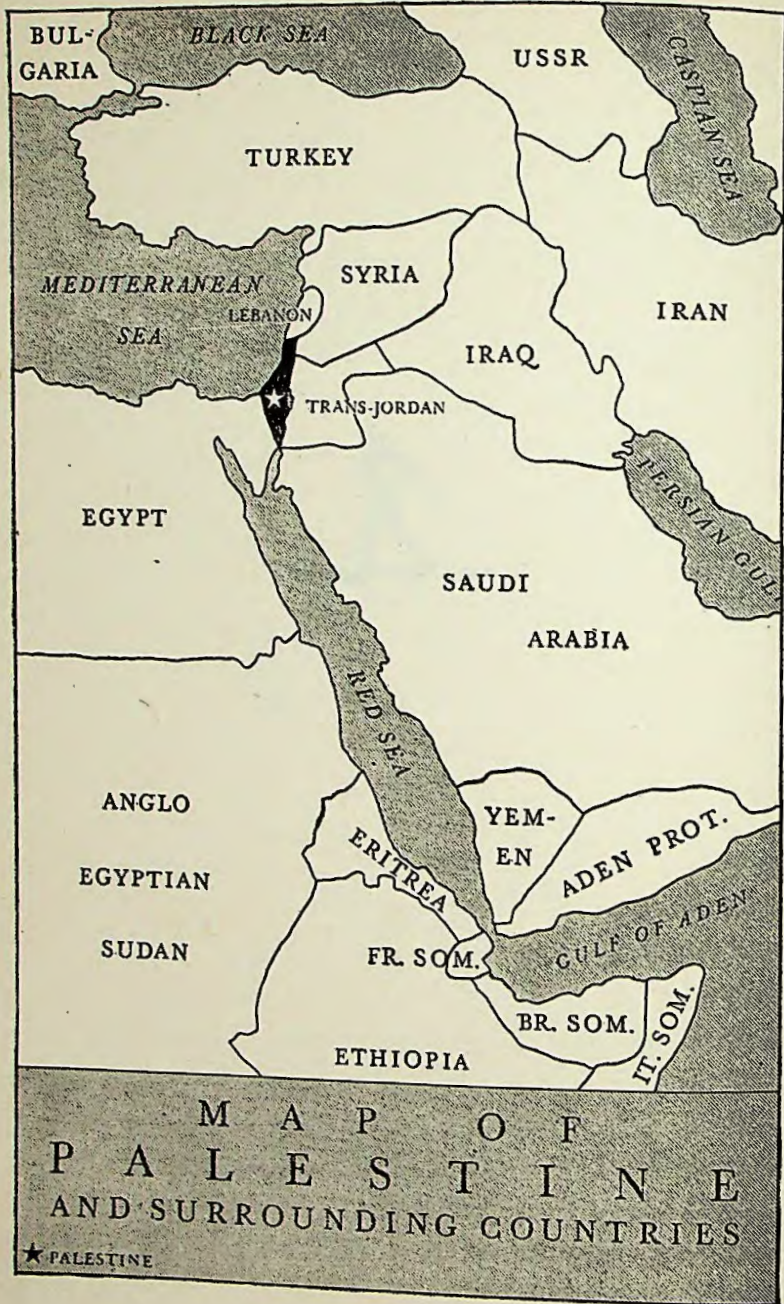 BUL-
GARIA
BLACK SEA
USSR
CASPIAN SEA
TURKEY
MEDITERRANEAN
SEA
SYRIA
LEBANON
IRAQ
IRAN
TRANS-JORDAN
EGYPT
PERSIAN GUL
SAUDI
ARABIA
RED SEA
ANGLO
EGYPTIAN
SUDAN
ERITREA
YEM-
EN
ADEN PROT.
GULF OF ADEN
FR. SOM.
BR. SOM.
IT. SOM.
ETHIOPIA
MAP OF
PALESTINE
AND SURROUNDING COUNTRIES
★ PALESTINE